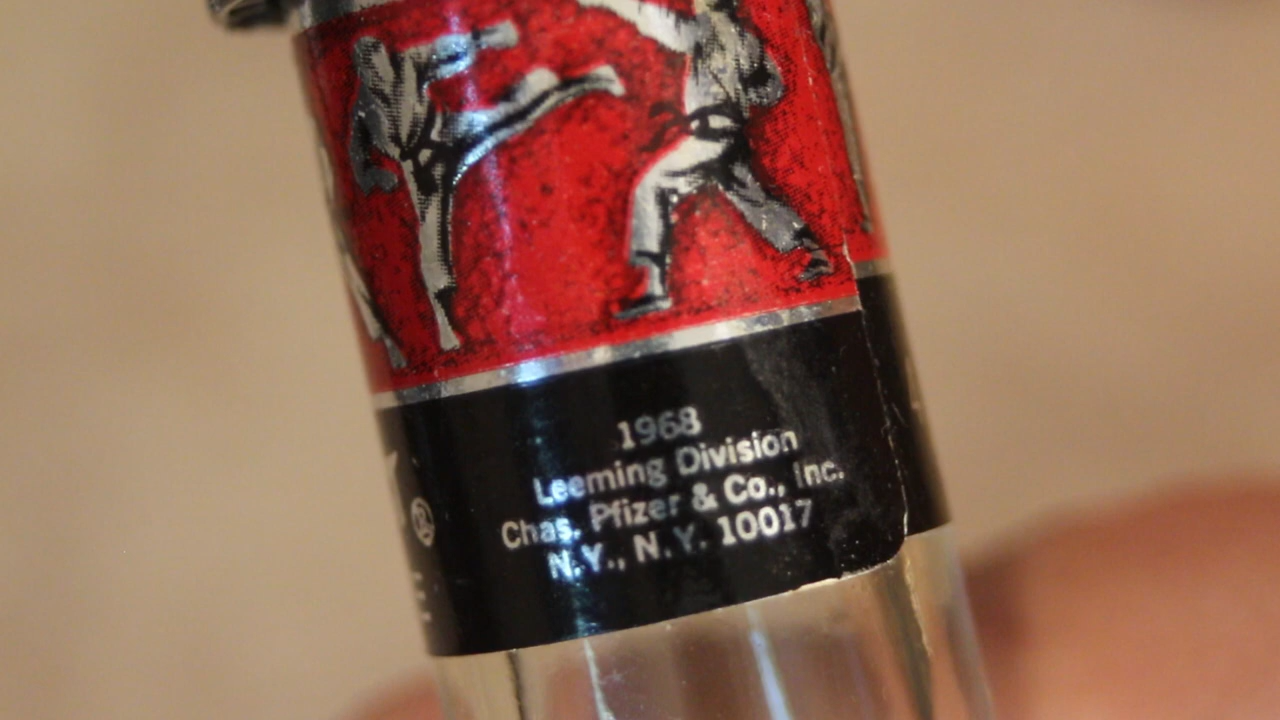 1968
Leeming Division
Chas. Pfizer & Co., Inc.
N.Y., N.Y. 10017
®